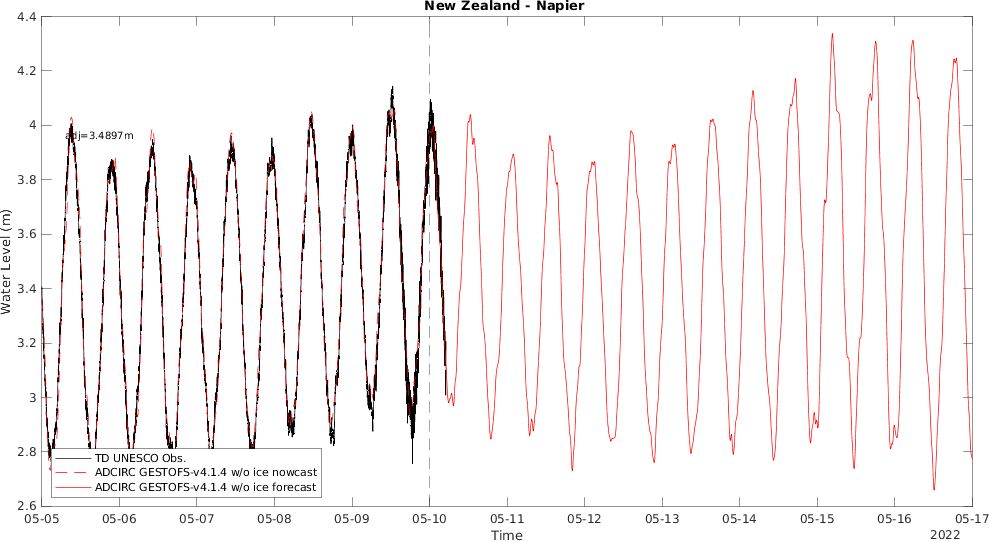 New Zealand - Napier
4.4
4.2
4
3.8
3.6
3.4
3.2
3
2.8
2.6
Water Level (m)
adj=3.4897m
TD UNESCO Obs.
ADCIRC GESTOFS-v4.1.4 w/o ice nowcast
ADCIRC GESTOFS-v4.1.4 w/o ice forecast
05-05 05-06 05-07 05-08 05-09 05-10 05-11 05-12 05-13 05-14 05-15 05-16 05-17
Time
2022